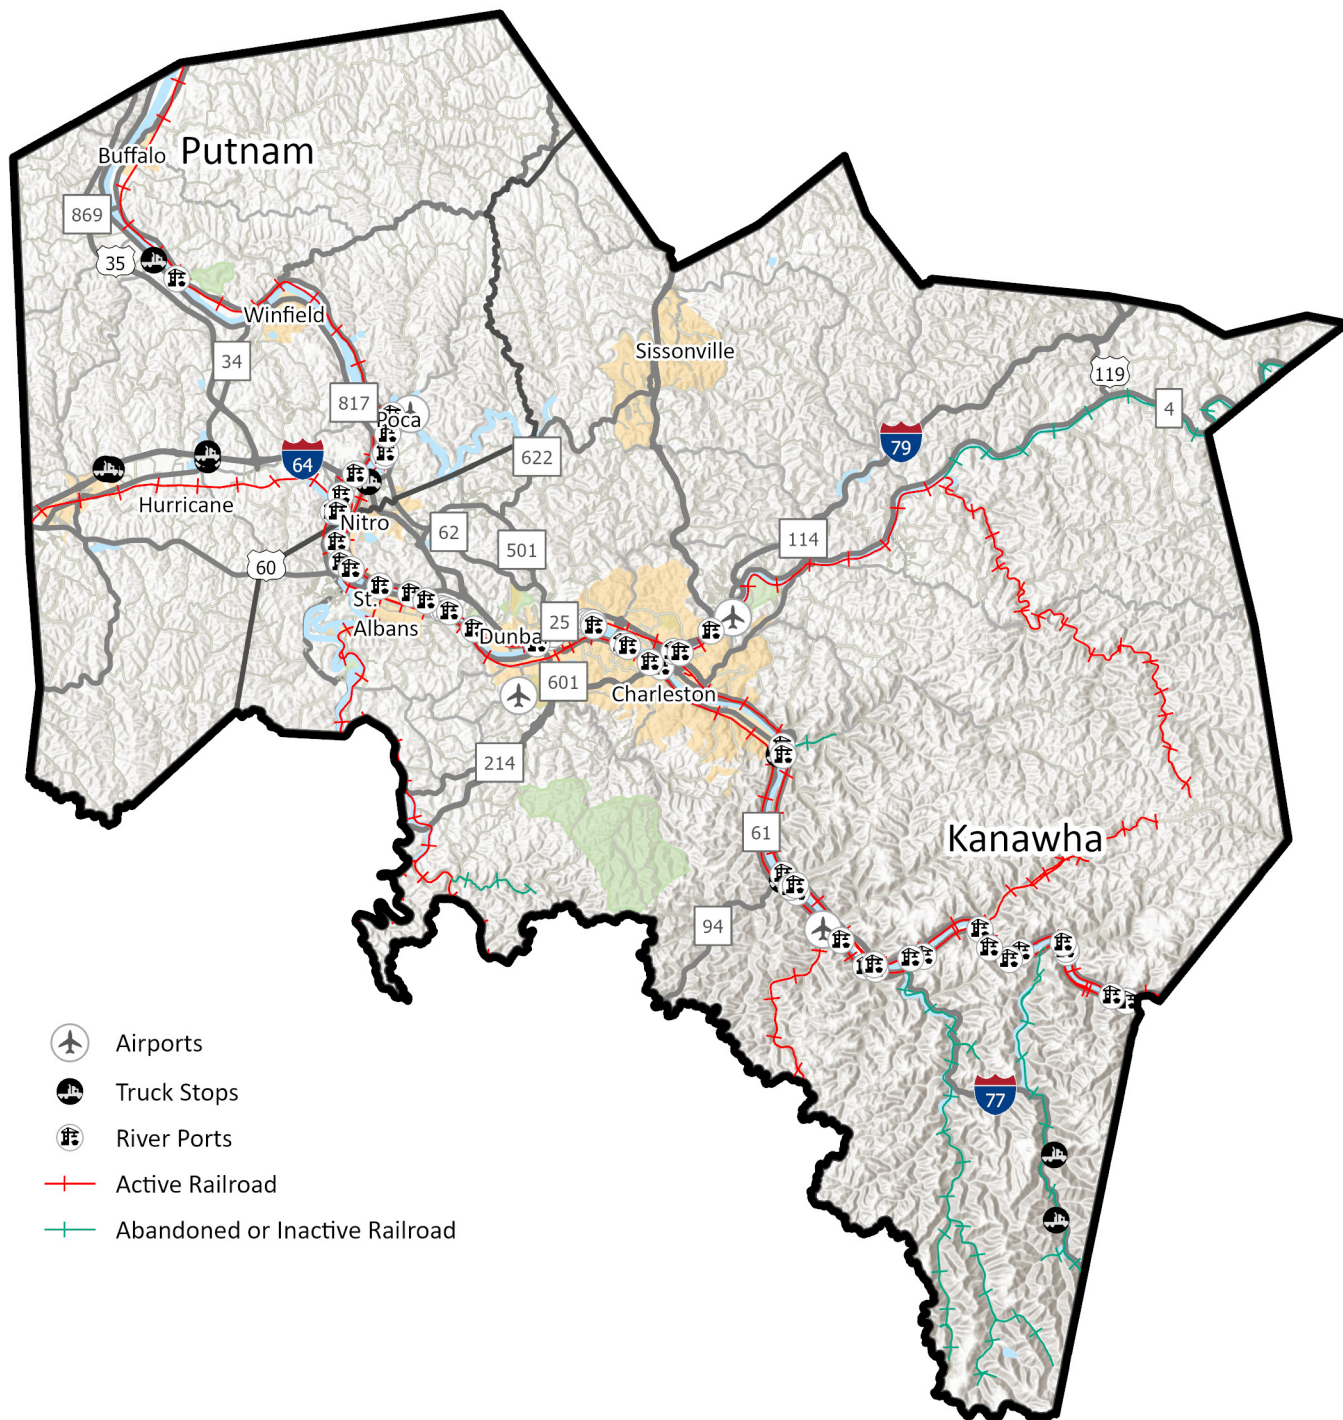 Buffalo
Putnam
869
35
Winfield
34
Sissonville
119
4
817
Poca
79
64
622
Hurricane
Nitro
62
501
114
60
St.
Albans
Dunba
25
601
Charleston
214
61
Kanawha
94
77
Airports
Truck Stops
River Ports
Active Railroad
Abandoned or Inactive Railroad